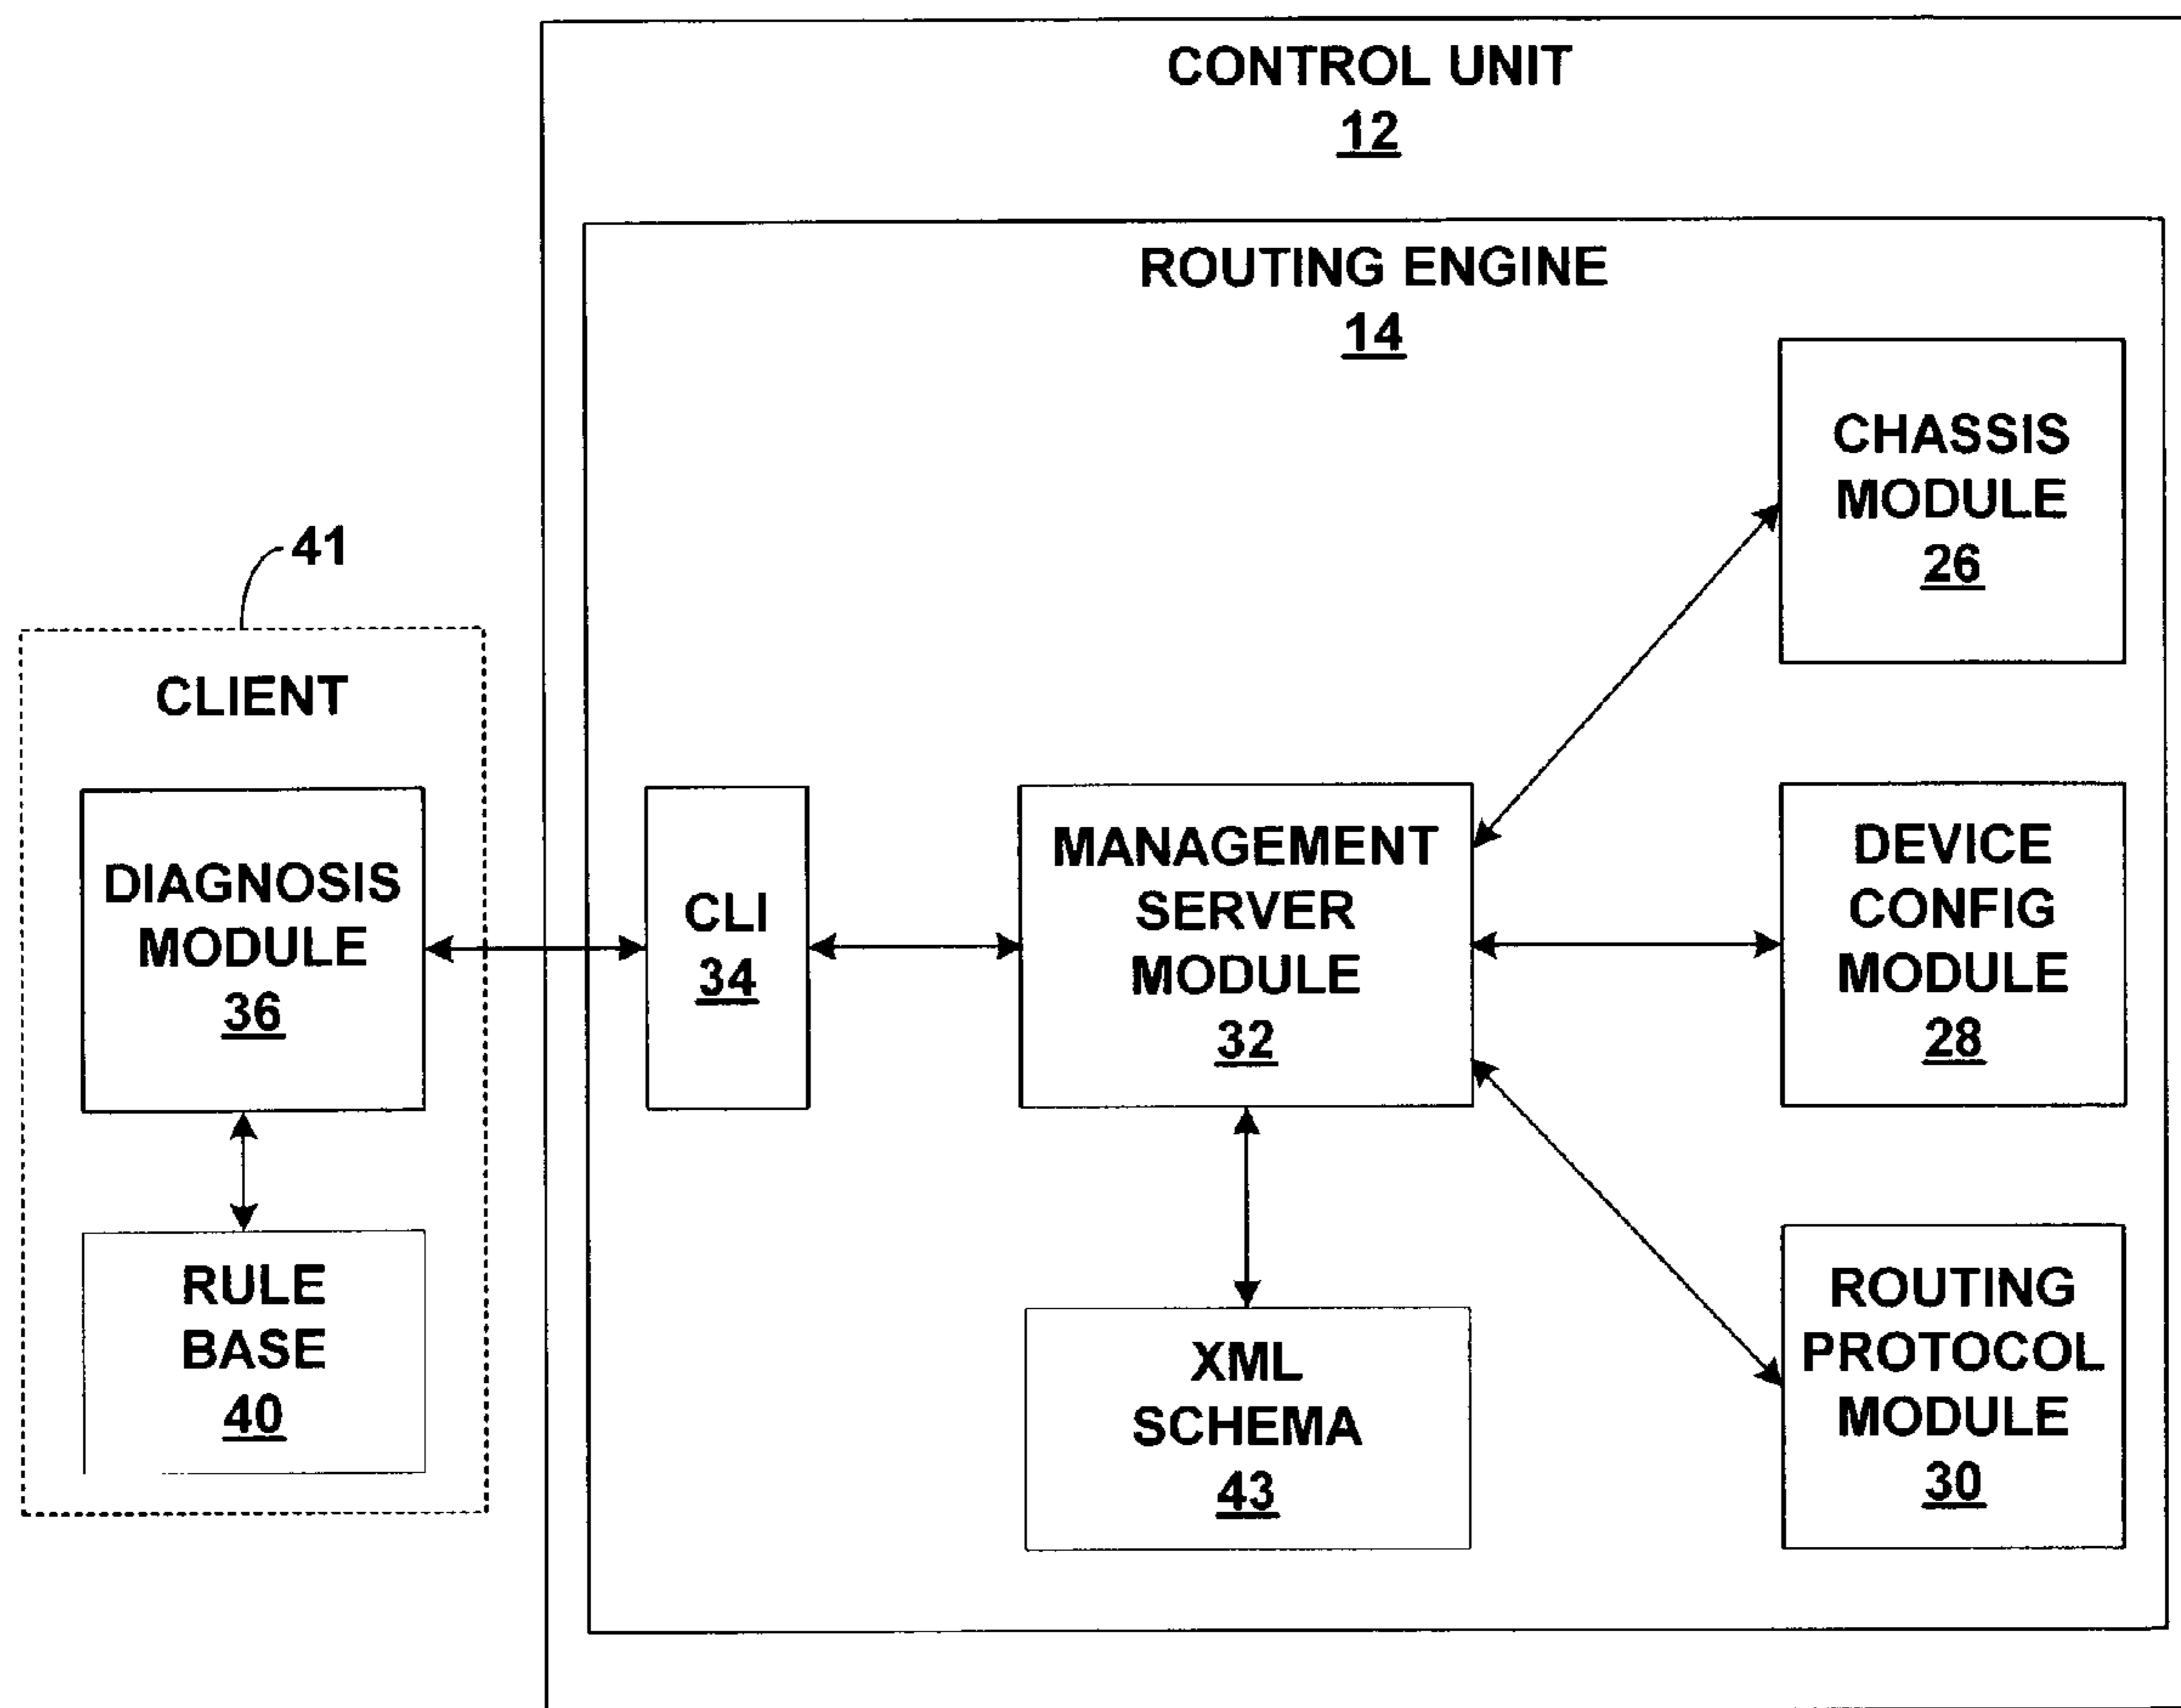 CONTROL UNIT
12
ROUTING ENGINE
14
CHASSIS
MODULE
26
41
CLIENT
DIAGNOSIS
MODULE
36
RULE
BASE
40
CLI
34
MANAGEMENT
SERVER
MODULE
32
XML
SCHEMA
43
DEVICE
CONFIG
MODULE
28
ROUTING
PROTOCOL
MODULE
30